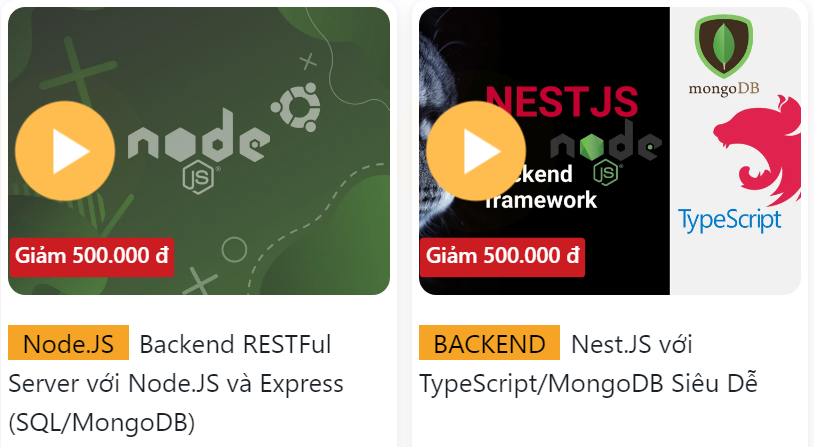 node
JS
Giảm 500.000 đ
Node.JS Backend RESTFul
Server với Node.JS và Express
(SQL/MongoDB)
mongoDB
NESTJS
node
JS
framework
TypeScript
Giảm 500.000 đ
BACKEND Nest.JS với
TypeScript/MongoDB Siêu Dễ